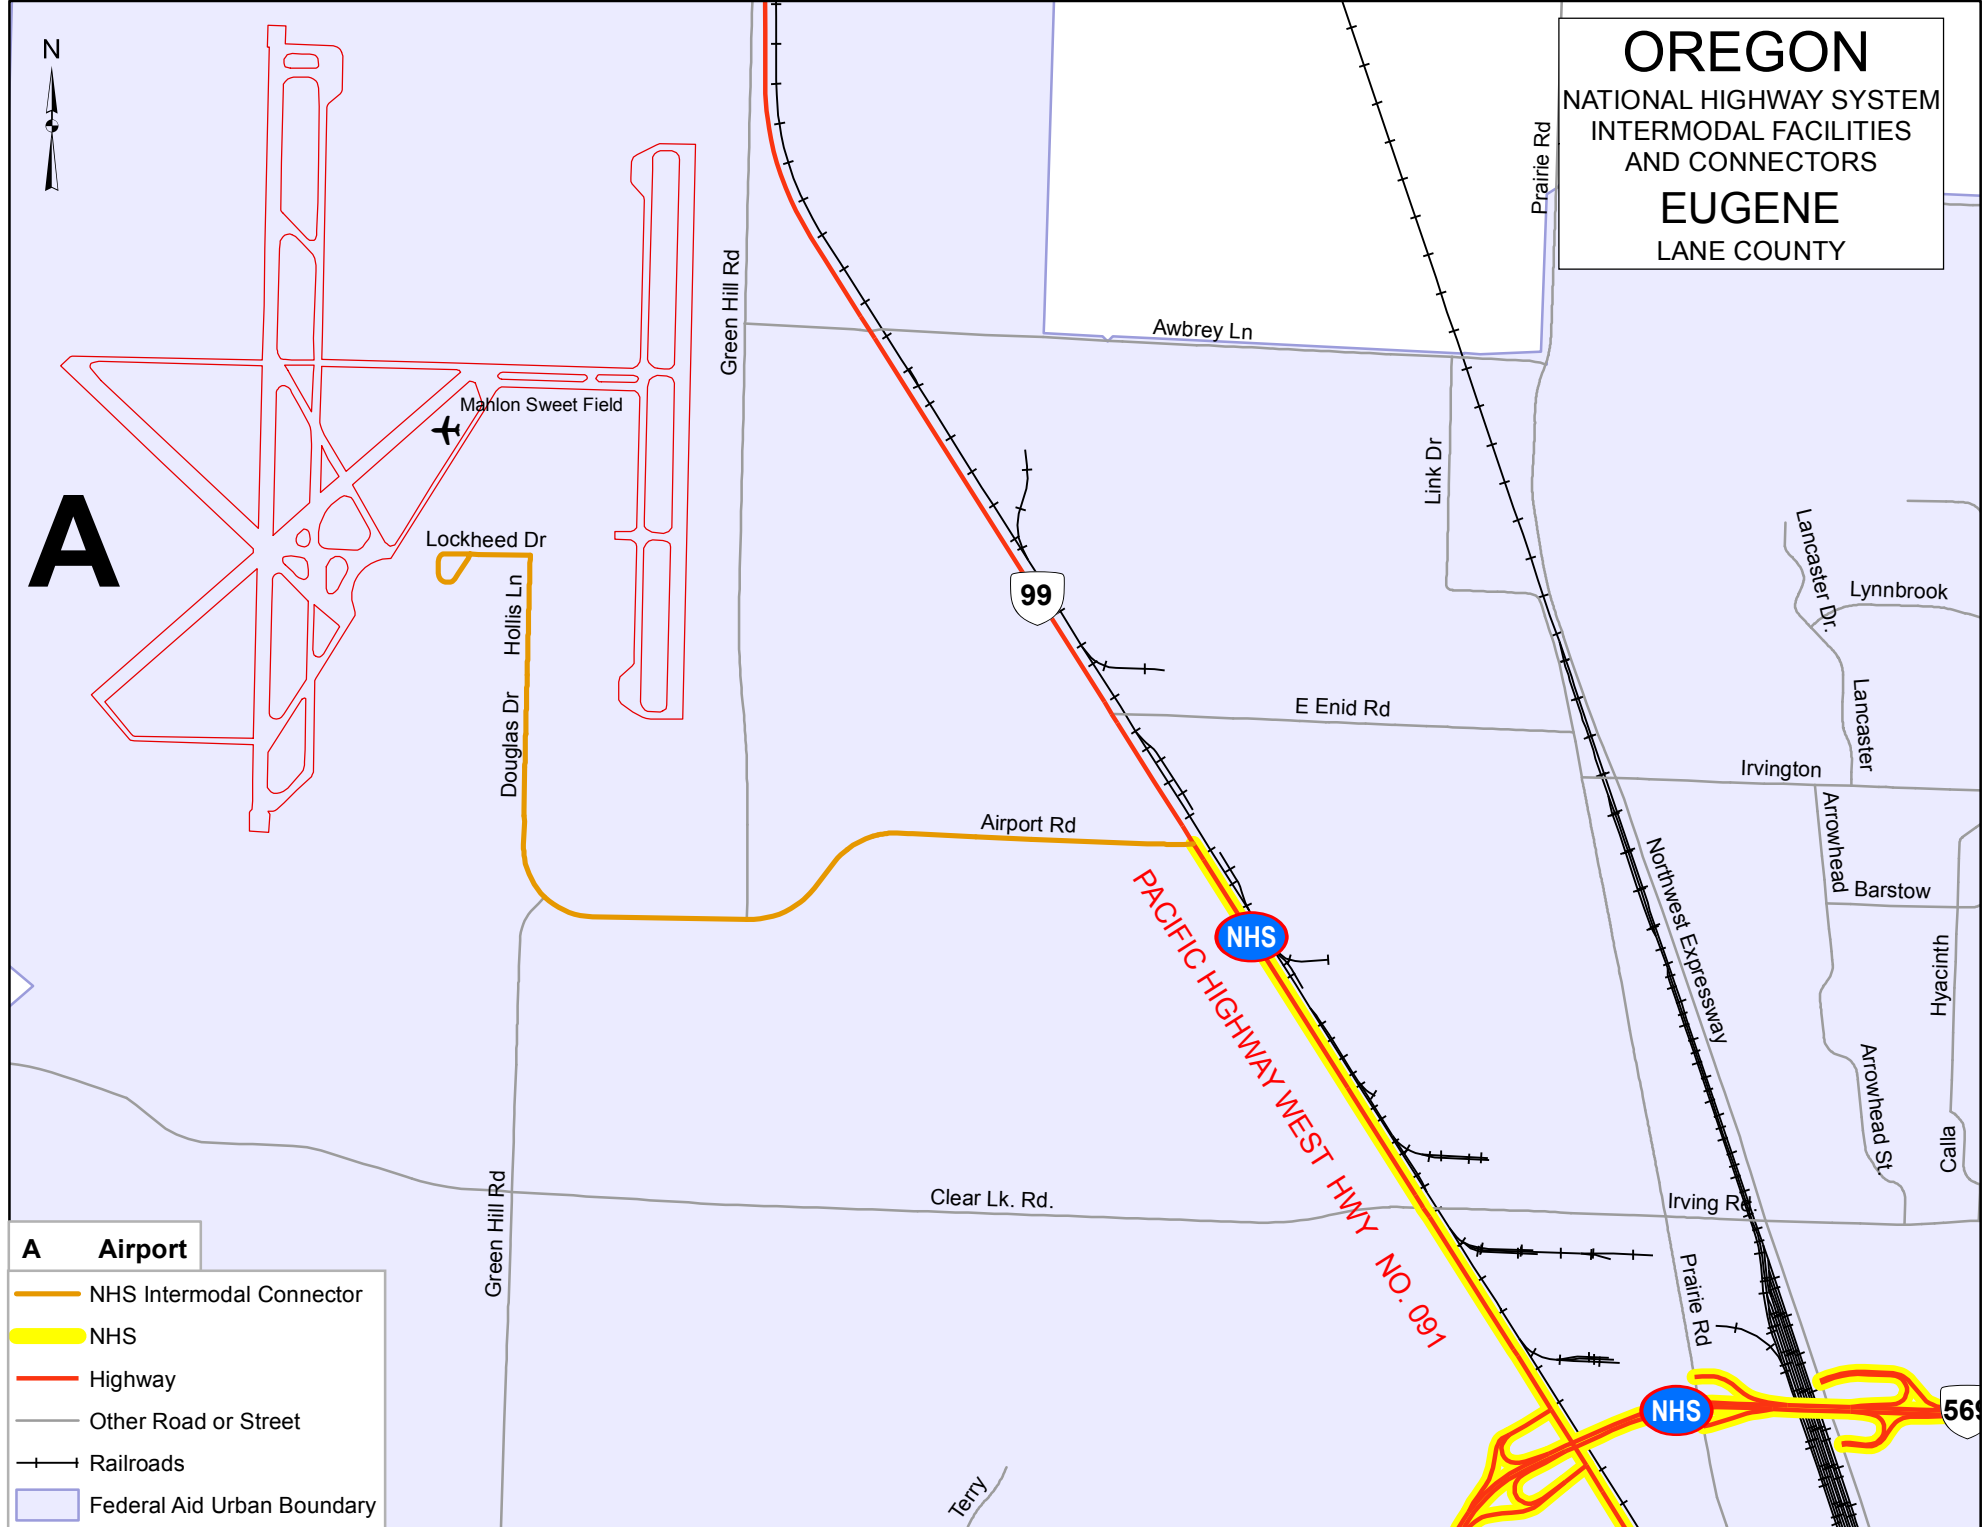 OREGON
NATIONAL HIGHWAY SYSTEM
INTERMODAL FACILITIES
AND CONNECTORS
EUGENE
LANE COUNTY
N
Prairie Rd
Green Hill Rd
Awbrey Ln
Mahlon Sweet Field
Link Dr
A
Lockheed Dr
Hollis Ln
Douglas Dr
99
Lancaster Dr.
Lynnbrook
Lancaster
E Enid Rd
Irvington
Airport Rd
Arrowhead
Barstow
Northwest Expressway
NHS
PACIFIC HIGHWAY WEST HWY NO. 091
Hyacinth
Arrowhead St.
Calla
Green Hill Rd
Clear Lk. Rd.
Irving Rd
Prairie Rd
NHS
569
Terry
A Airport
NHS Intermodal Connector
NHS
Highway
Other Road or Street
Railroads
Federal Aid Urban Boundary